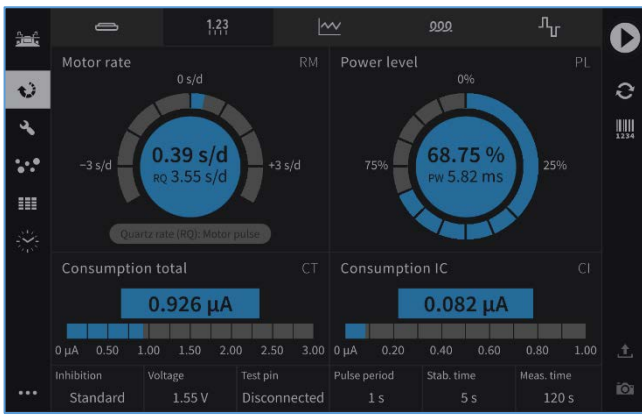 1.23
Motor rate RM
0 s/d
−3 s/d
+3 s/d
0.39 s/d
RQ 3.55 s/d
Quartz rate (RQ): Motor pulse
Power level PL
0%
75%
25%
68.75 %
PW 5.82 ms
1234
Consumption total CT
0.926 µA
0 µA 0.50 1.00 1.50 2.00 2.50 3.00
Consumption IC CI
0.082 µA
0 µA 0.20 0.40 0.60 0.80 1.00
Inhibition Voltage Test pin Pulse period Stab. time Meas. time
Standard 1.55 V Disconnected 1 s 5 s 120 s